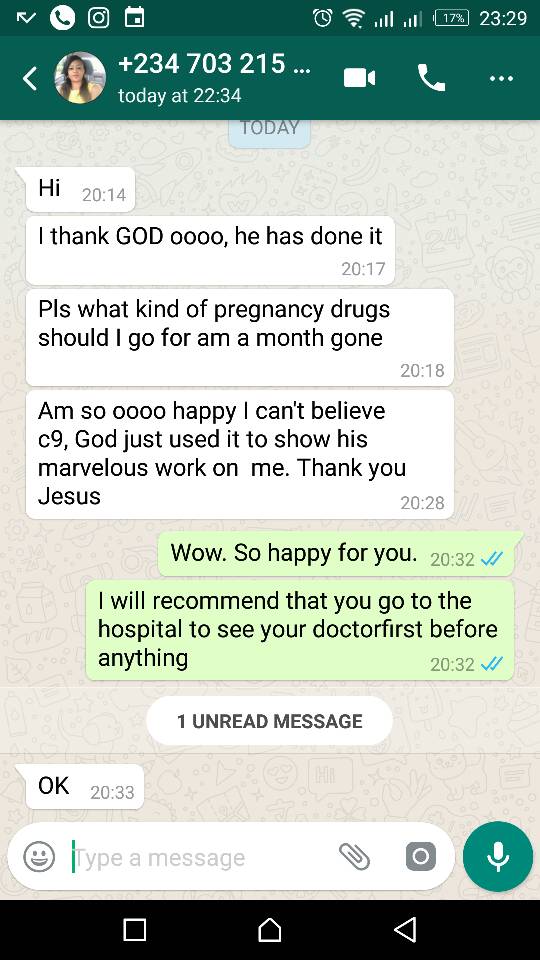 17% 23:29
+234 703 215 ...
today at 22:34
TODAY
Hi 20:14
I thank GOD oooo, he has done it
20:17
Pls what kind of pregnancy drugs
should I go for am a month gone
20:18
Am so oooo happy I can't believe
c9, God just used it to show his
marvelous work on  me. Thank you
Jesus 20:28
Wow. So happy for you. 20:32
I will recommend that you go to the
hospital to see your doctorfirst before
anything 20:32
1 UNREAD MESSAGE
OK 20:33
Type a message